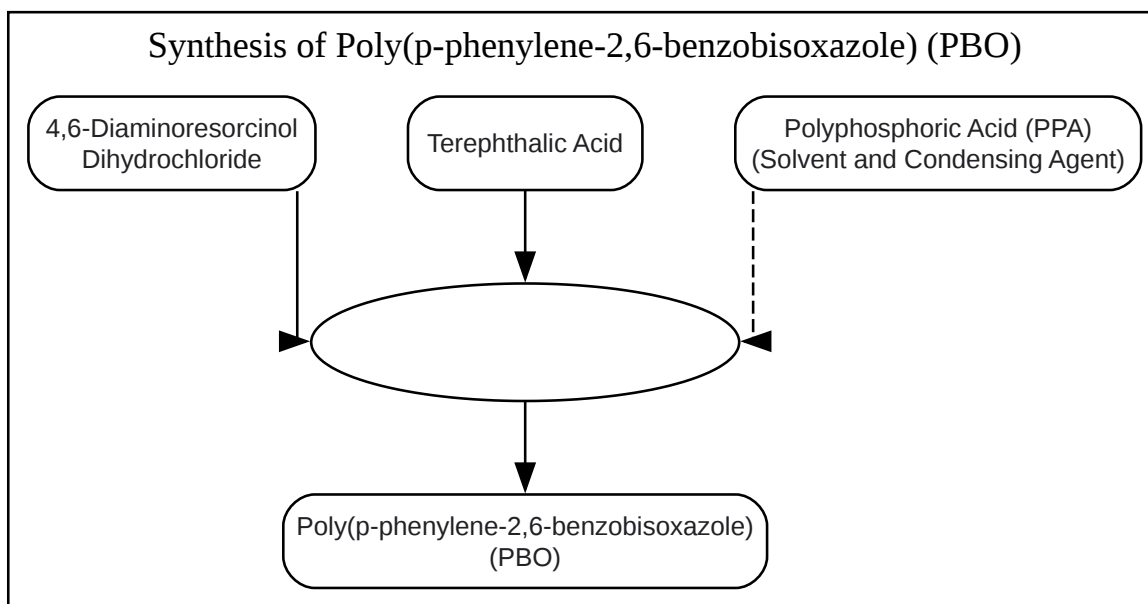 Synthesis of Poly(p-phenylene-2,6-benzobisoxazole) (PBO)
4,6-Diaminoresorcinol
Dihydrochloride
Terephthalic Acid
Polyphosphoric Acid (PPA)
(Solvent and Condensing Agent)
Poly(p-phenylene-2,6-benzobisoxazole)
(PBO)